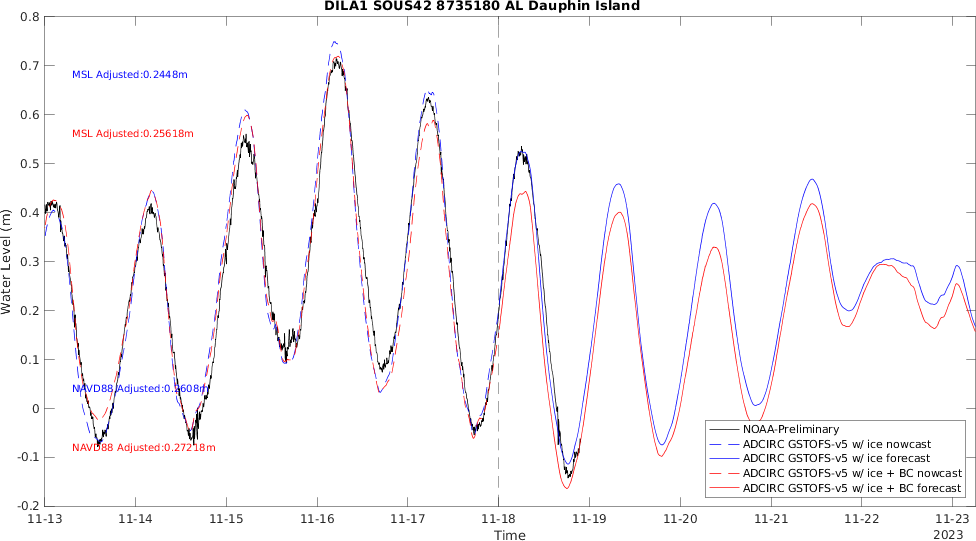 DILA1 SOUS42 8735180 AL Dauphin Island
0.8
0.7
0.6
0.5
0.4
0.3
0.2
0.1
0
-0.1
-0.2
Water Level (m)
MSL Adjusted:0.2448m
MSL Adjusted:0.25618m
NAVD88 Adjusted:0.2608m
NAVD88 Adjusted:0.27218m
NOAA-Preliminary
ADCIRC GSTOFS-v5 w/ ice nowcast
ADCIRC GSTOFS-v5 w/ ice forecast
ADCIRC GSTOFS-v5 w/ ice + BC nowcast
ADCIRC GSTOFS-v5 w/ ice + BC forecast
11-13 11-14 11-15 11-16 11-17 11-18 11-19 11-20 11-21 11-22 11-23
Time
2023